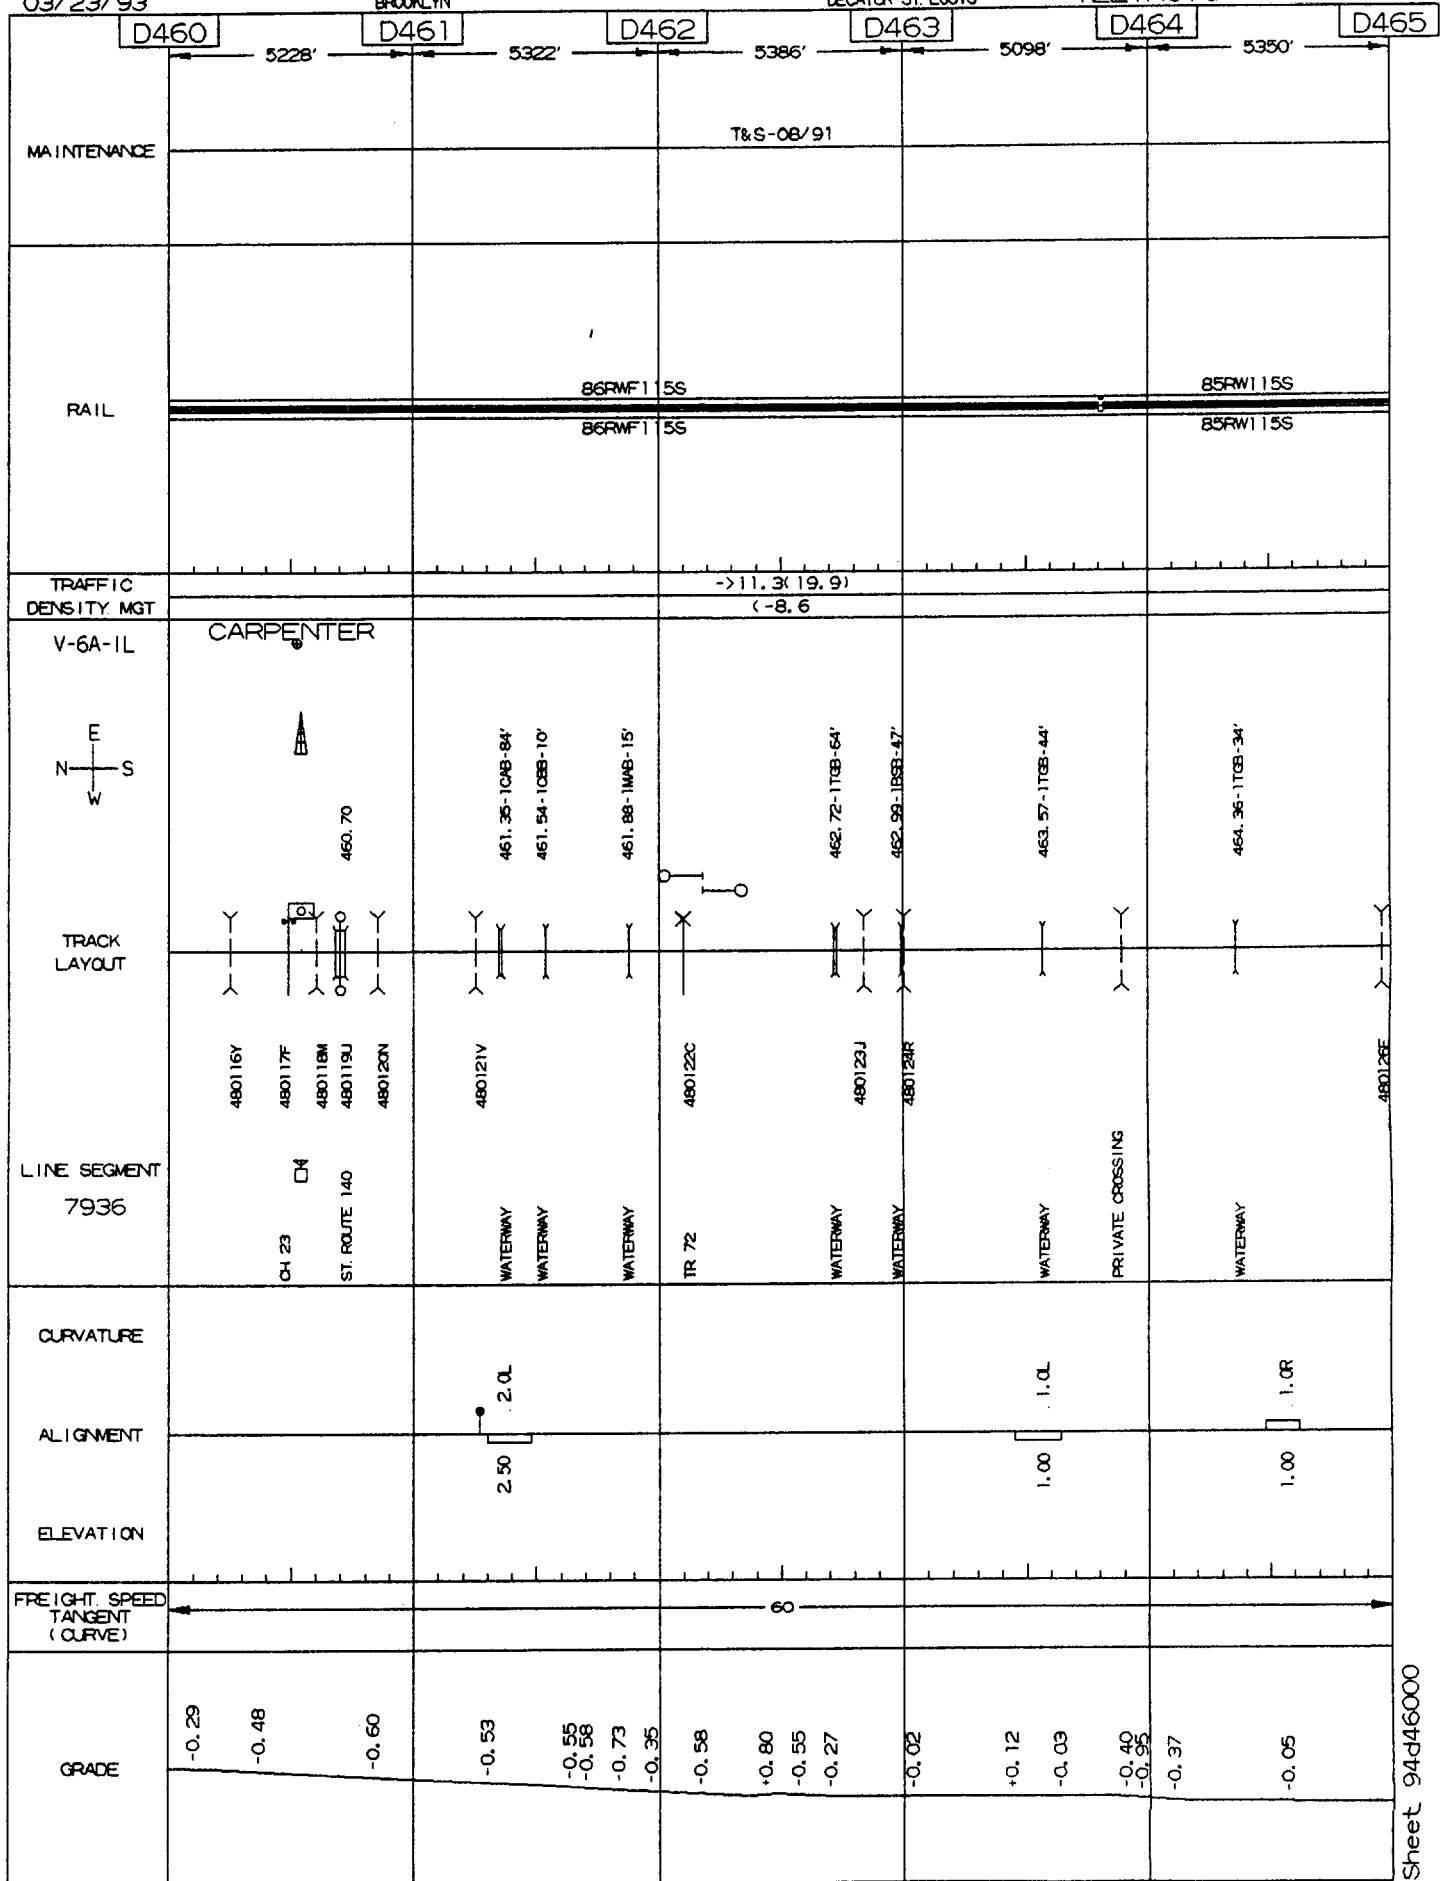 03/23/93 BROOKLYN
D460 D461 D462 D463 D464 D465
5228' 5322' 5386' 5098' 5350'
MAINTENANCE
T&S-08/91
RAIL
86RWF115S 85RW115S
86RWF115S 85RW115S
TRAFFIC
DENSITY MGT
->11.3(19.9)
<-8.6
V-6A-IL
CARPENTER
E
N S
W
460.70
461.35-1CAB-84'
461.54-1CBB-10'
461.88-1MAB-15'
462.72-1TGB-64'
462.99-1BSB-47'
463.57-1TGB-44'
464.36-1TGB-34'
TRACK
LAYOUT
480116Y
480117F
480118M
480119U
480120N
480121V
480122C
480123J
480124R
480126E
LINE SEGMENT
7936
CH 23
ST. ROUTE 140
WATERWAY
WATERWAY
WATERWAY
TR 72
WATERWAY
WATERWAY
WATERWAY
PRIVATE CROSSING
WATERWAY
CURVATURE
2.0L
1.0L
1.0R
ALIGNMENT
2.50
1.00
1.00
ELEVATION
FREIGHT. SPEED
TANGENT
(CURVE)
60
GRADE
-0.29
-0.48
-0.60
-0.53
-0.55
-0.58
-0.73
-0.35
-0.58
+0.80
-0.55
-0.27
-0.02
+0.12
-0.03
-0.40
-0.95
-0.37
-0.05
Sheet 94d46000